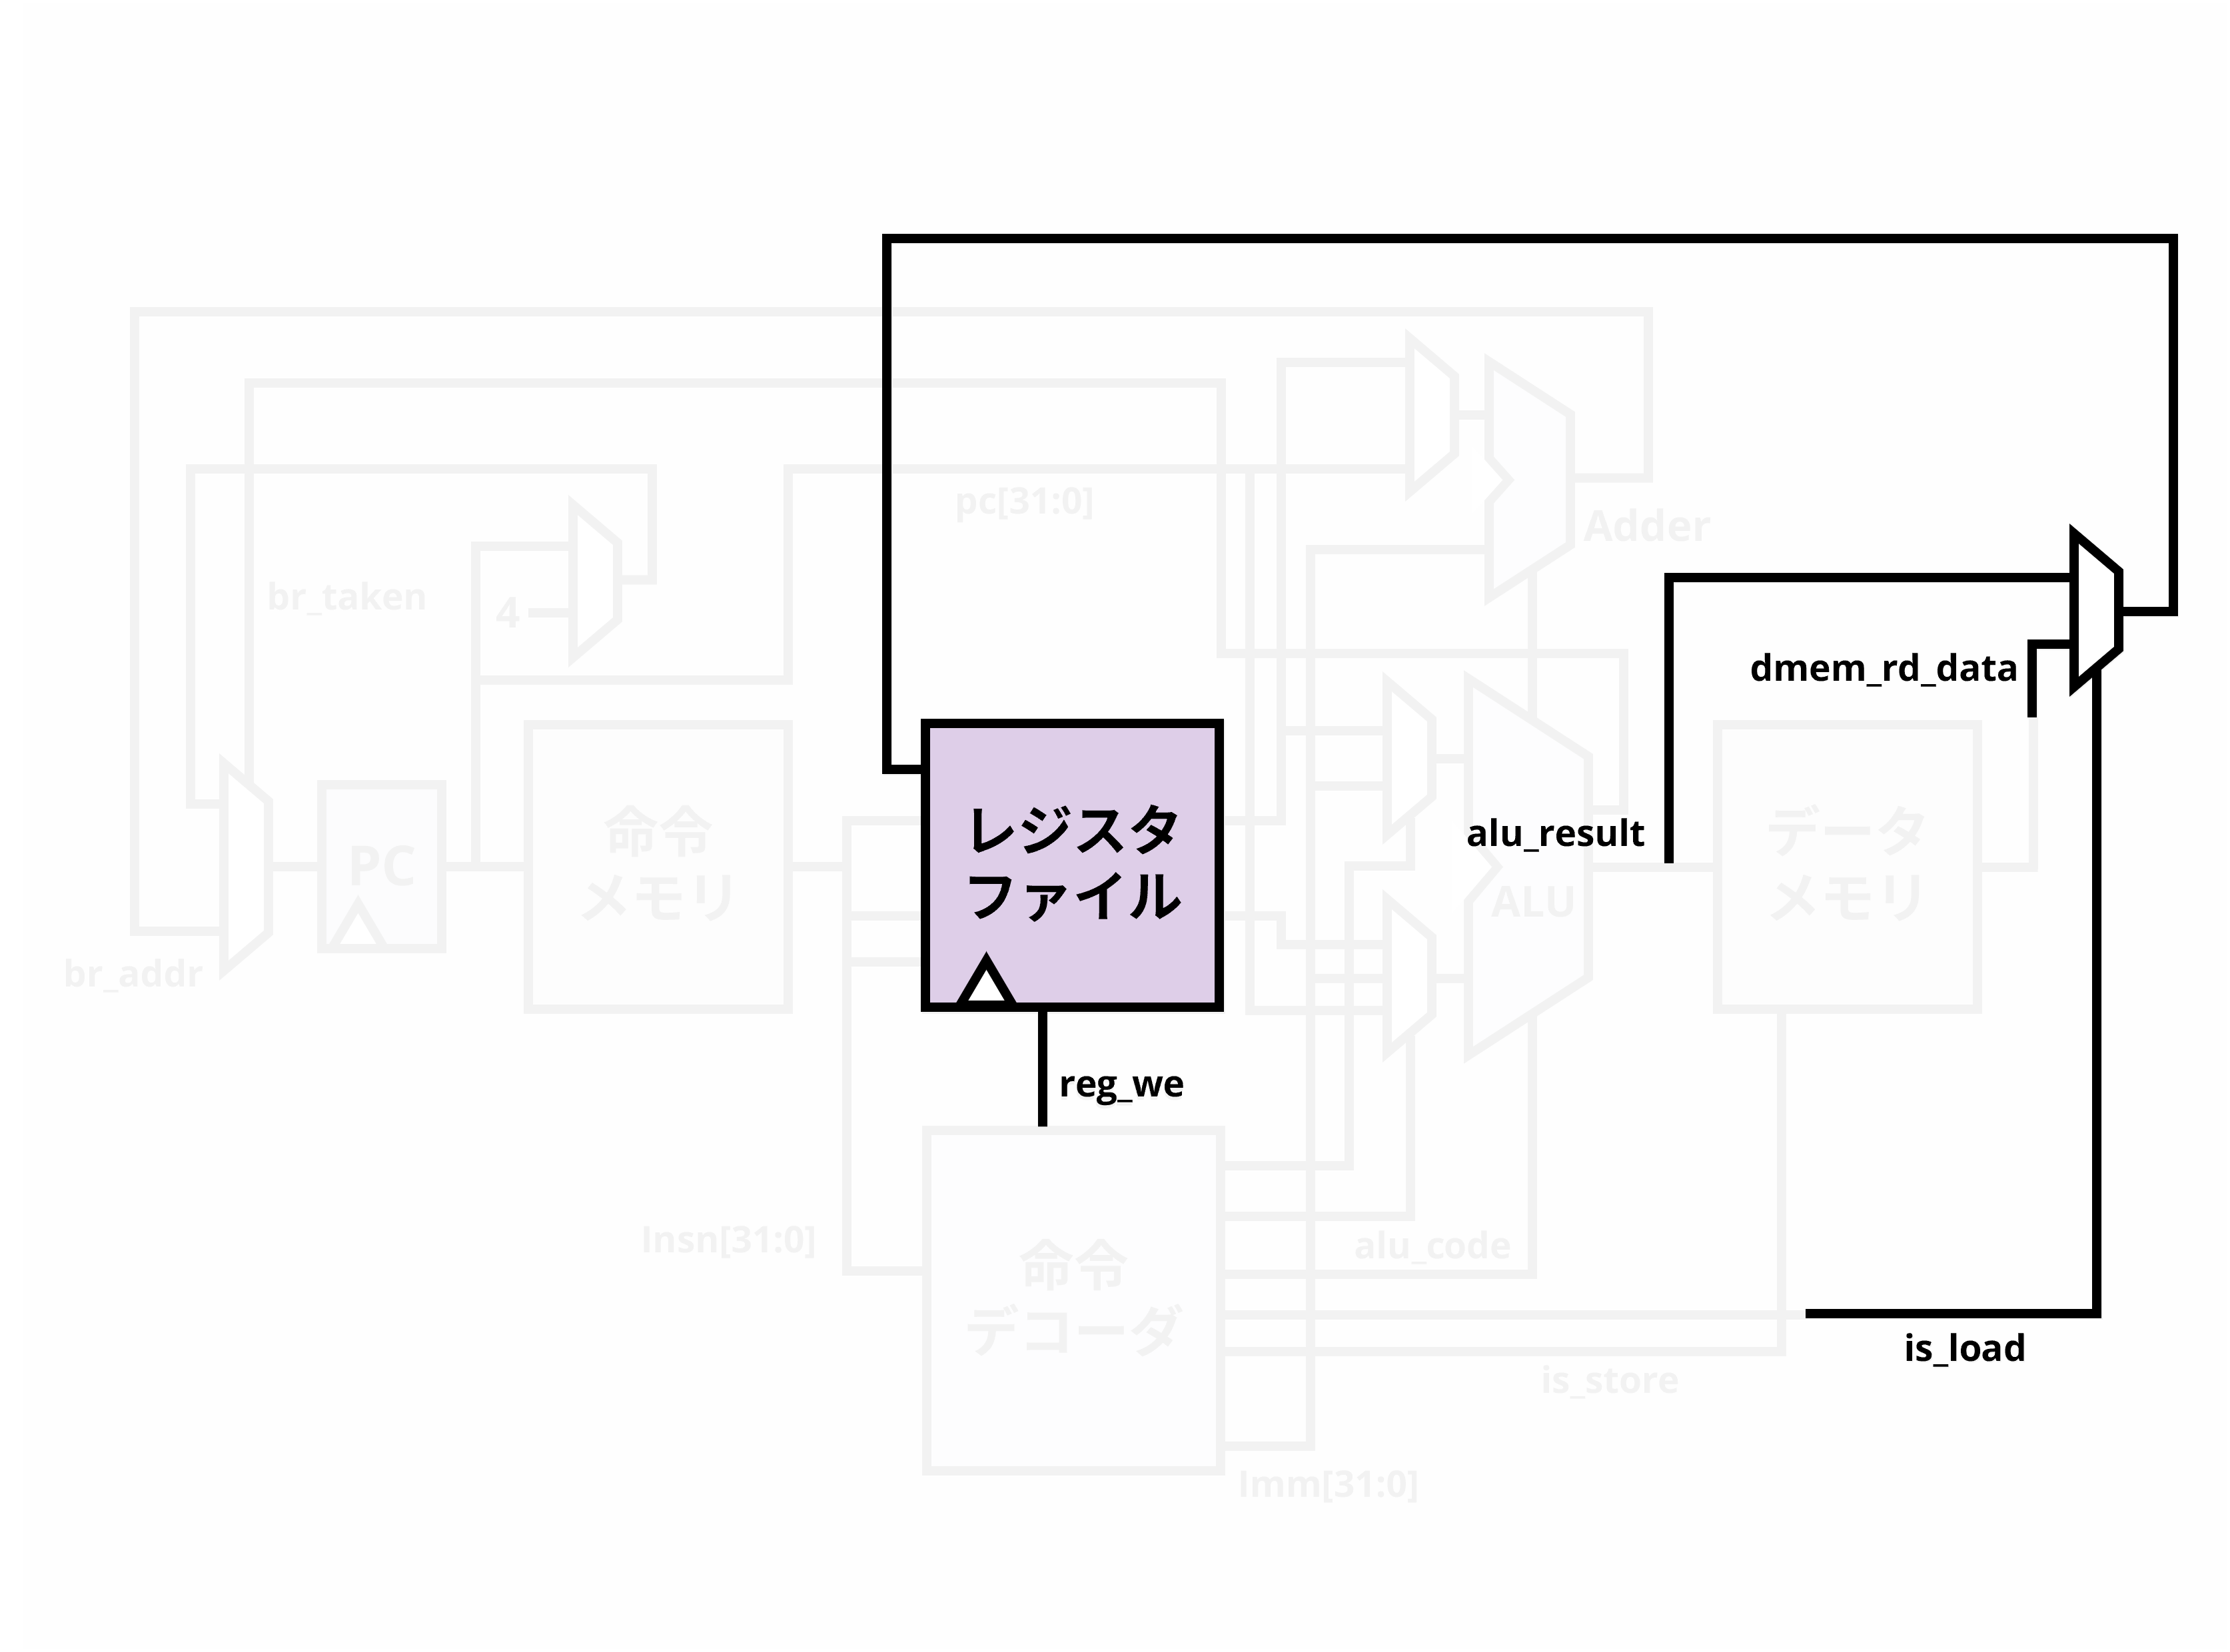 pc[31:0]
Adder
br_taken
4
dmem_rd_data
命令
メモリ
PC
レジスタ
ファイル
alu_result
ALU
データ
メモリ
br_addr
reg_we
Insn[31:0]
命令
デコーダ
alu_code
is_load
is_store
Imm[31:0]